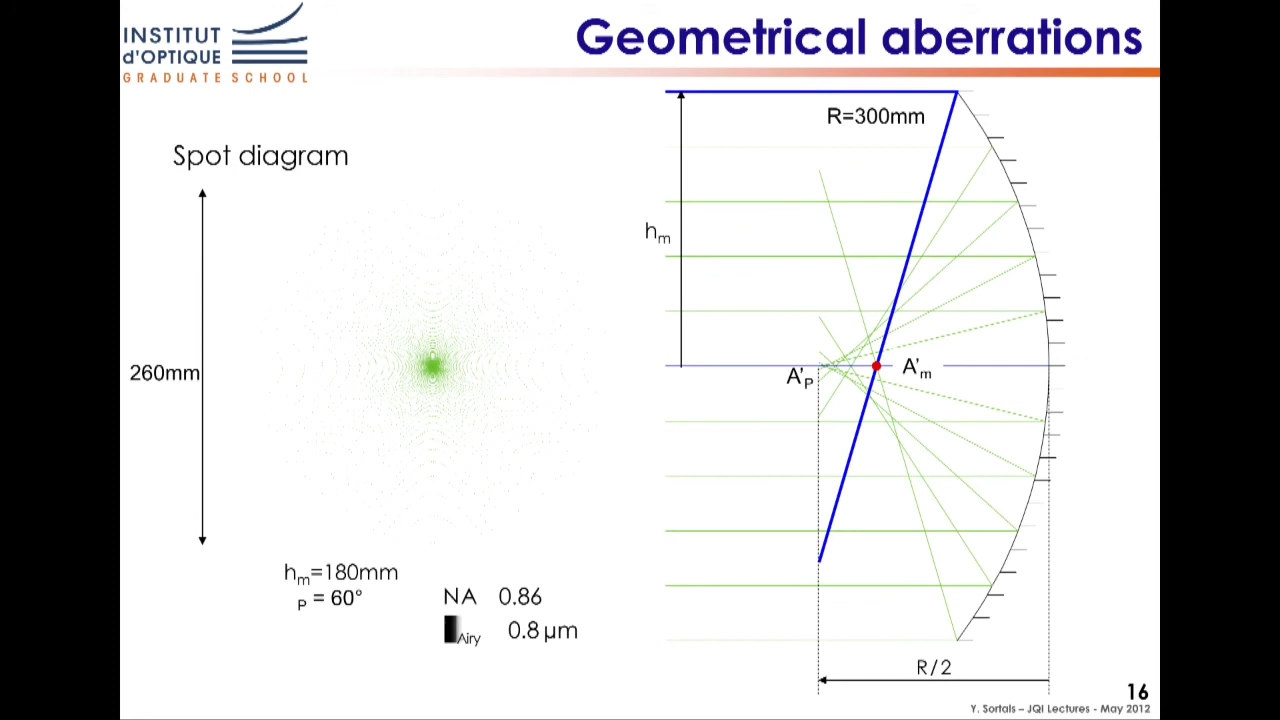 INSTITUT
d'OPTIQUE
GRADUATE SCHOOL
Geometrical aberrations
Spot diagram
260mm
hm=180mm
P = 60°
NA 0.86
Airy 0.8 µm
R=300mm
hm
A'P
A'm
R/2
16
Y. Sortais – JQI Lectures - May 2012